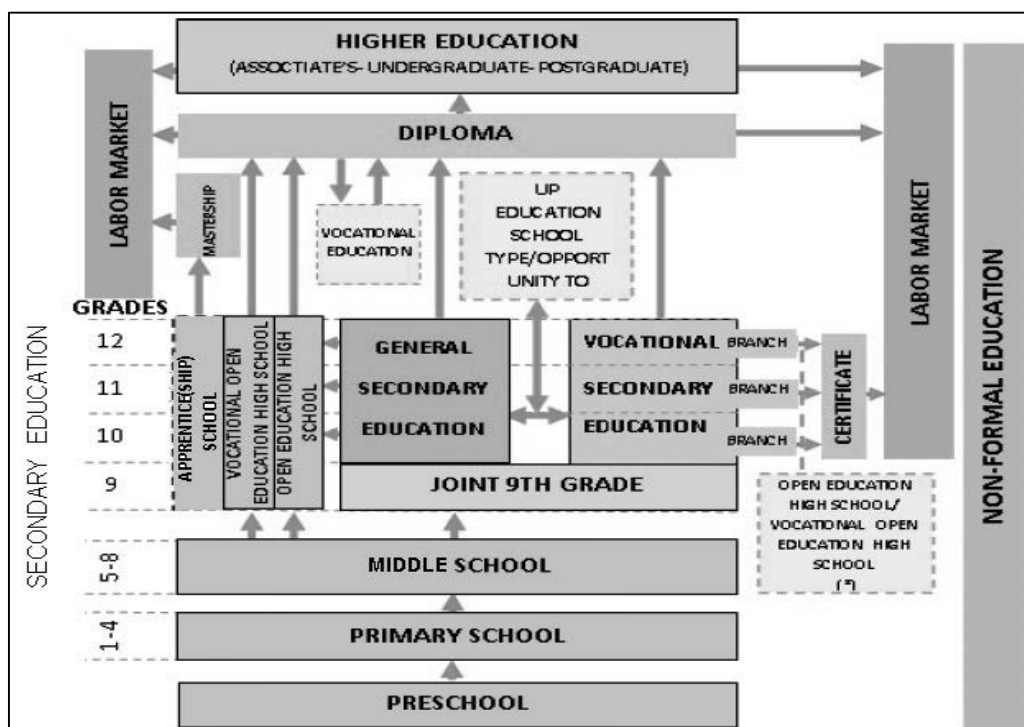 HIGHER EDUCATION
(ASSOCTIATE'S- UNDERGRADUATE- POSTGRADUATE)
DIPLOMA
LABOR MARKET
MASTERSHIP
VOCATIONAL
EDUCATION
UP
EDUCATION
SCHOOL
TYPE/OPPORT
UNITY TO
LABOR MARKET
NON-FORMAL EDUCATION
GRADES
SECONDARY EDUCATION
12
11
10
9
5-8
1-4
APPRENTICE(SHIP)
SCHOOL
VOCATIONAL OPEN
EDUCATION HIGH SCHOOL
OPEN EDUCATION HIGH
SCHOOL
GENERAL
SECONDARY
EDUCATION
VOCATIONAL
SECONDARY
EDUCATION
BRANCH
BRANCH
BRANCH
CERTIFICATE
JOINT 9TH GRADE
OPEN EDUCATION
HIGH SCHOOL/
VOCATIONAL OPEN
EDUCATION HIGH
SCHOOL
(*)
MIDDLE SCHOOL
PRIMARY SCHOOL
PRESCHOOL